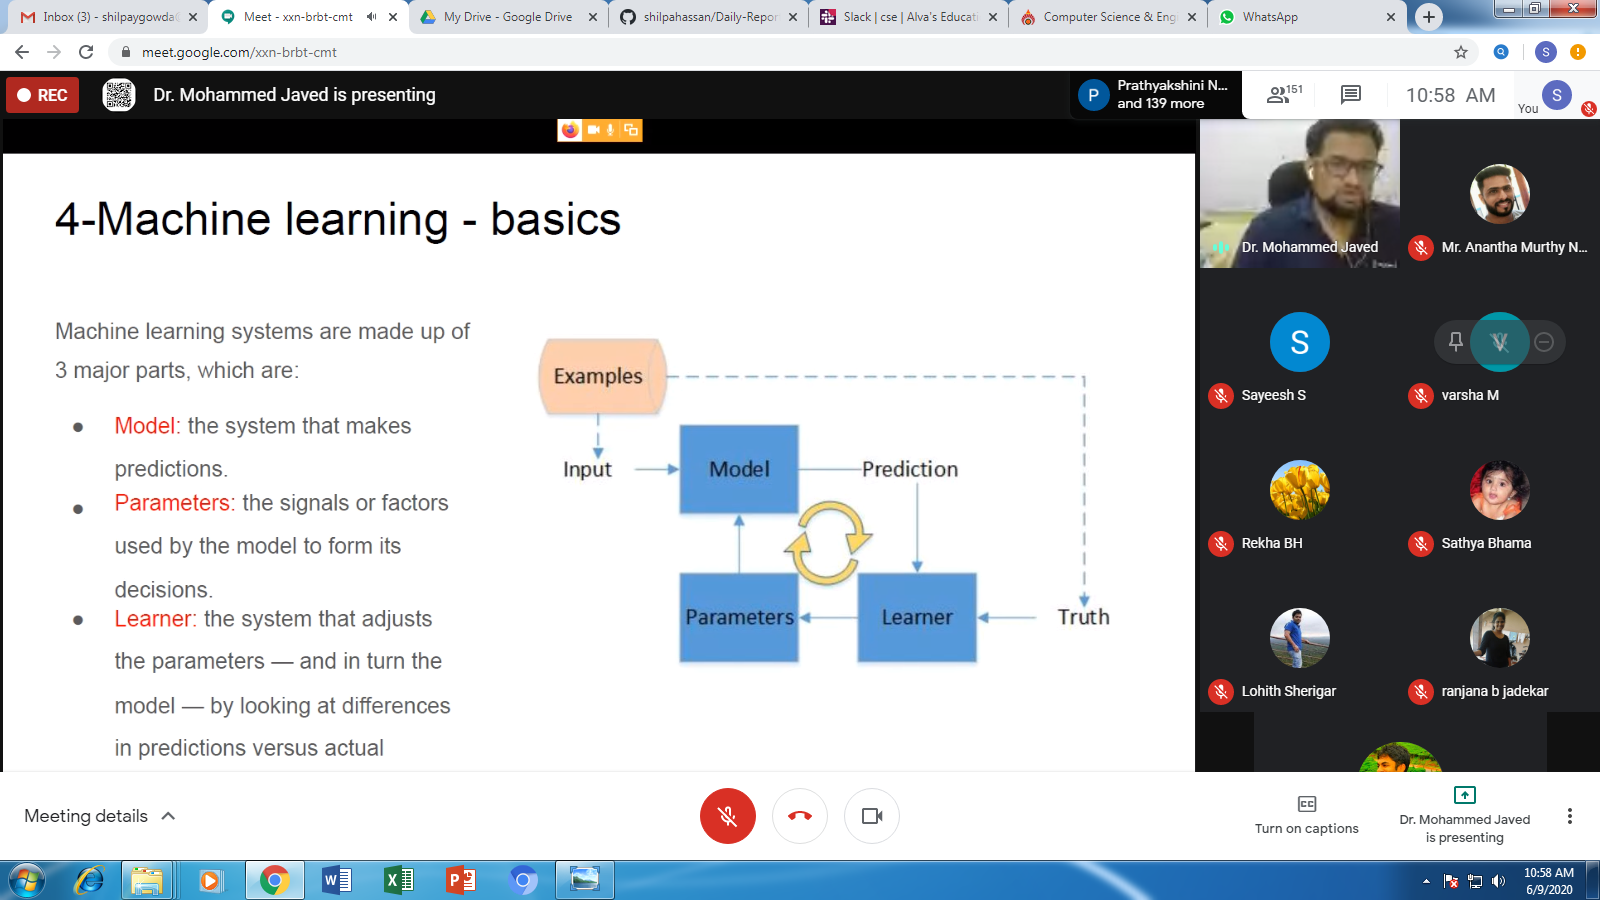 Inbox (3) - shilpaygowda
Meet - xxn-brbt-cmt
My Drive - Google Drive
shilpahassan/Daily-Repor
Slack | cse | Alva's Educati
Computer Science & Eng
WhatsApp
meet.google.com/xxn-brbt-cmt
S
REC
Dr. Mohammed Javed is presenting
P
Prathyakshini N...
and 139 more
151
10:58 AM
You
S
4-Machine learning - basics
Machine learning systems are made up of
3 major parts, which are:
● Model: the system that makes
predictions.
● Parameters: the signals or factors
used by the model to form its
decisions.
● Learner: the system that adjusts
the parameters — and in turn the
model — by looking at differences
in predictions versus actual
Examples
Input
Model
Prediction
Parameters
Learner
Truth
Dr. Mohammed Javed
Mr. Anantha Murthy N...
S
Sayeesh S
V
varsha M
Rekha BH
Sathya Bhama
Lohith Sherigar
ranjana b jadekar
Meeting details
CC
Turn on captions
Dr. Mohammed Javed
is presenting
10:58 AM
6/9/2020